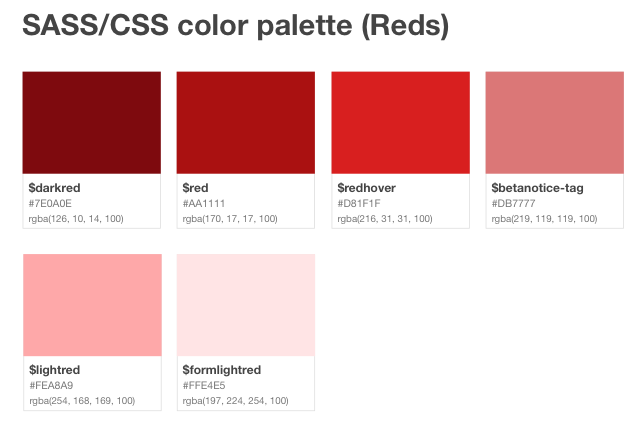 SASS/CSS color palette (Reds)
$darkred
#7E0A0E
rgba(126, 10, 14, 100)
$red
#AA1111
rgba(170, 17, 17, 100)
$redhover
#D81F1F
rgba(216, 31, 31, 100)
$betanotice-tag
#DB7777
rgba(219, 119, 119, 100)
$lightred
#FEA8A9
rgba(254, 168, 169, 100)
$formlightred
#FFE4E5
rgba(197, 224, 254, 100)